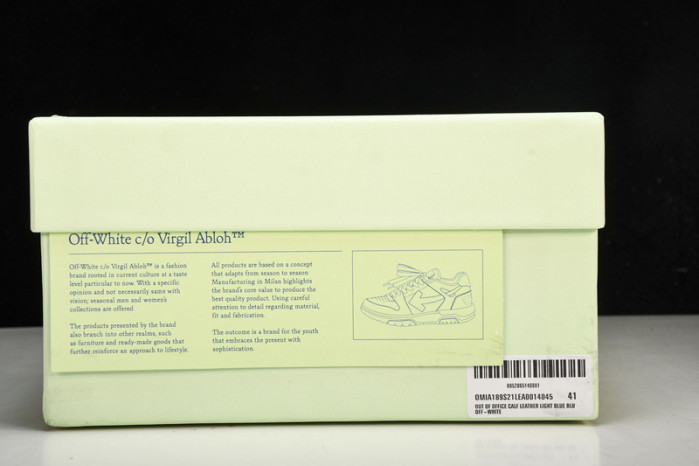 Off-White c/o Virgil Abloh™
Off-White c/o Virgil Abloh™ is a fashion
brand rooted in current culture at a taste
level particular to now. With a specific
opinion and not necessarily same with
vision; seasonal men and women's
collections are offered
The products presented by the brand
also branch into other realms, such
as furniture and ready-made goods that
further reinforce an approach to lifestyle.
All products are based on a concept
that adapts from season to season
Manufacturing in Milan highlights
the brand's core value to produce the
best quality product. Using careful
attention to detail regarding material,
fit and fabrication.
The outcome is a brand for the youth
that embraces the present with
sophistication.
OMIA189S21LEA0014045 41
OUT OF OFFICE CALF LEATHER LIGHT BLUE BLU
OFF-WHITE